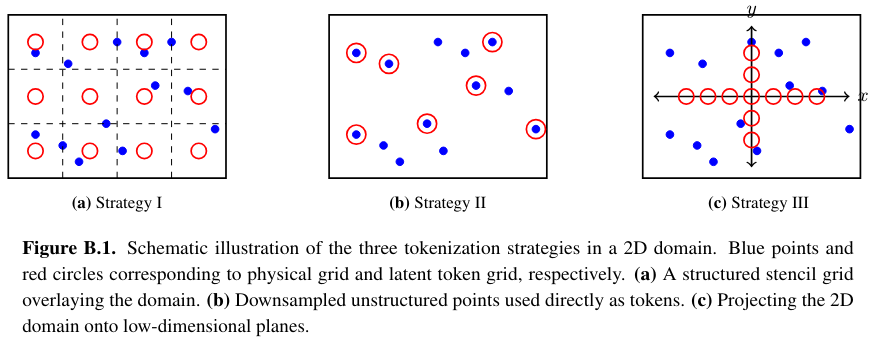 y
x
(a) Strategy I
(b) Strategy II
(c) Strategy III
Figure B.1. Schematic illustration of the three tokenization strategies in a 2D domain. Blue points and
red circles corresponding to physical grid and latent token grid, respectively. (a) A structured stencil grid
overlaying the domain. (b) Downsampled unstructured points used directly as tokens. (c) Projecting the 2D
domain onto low-dimensional planes.